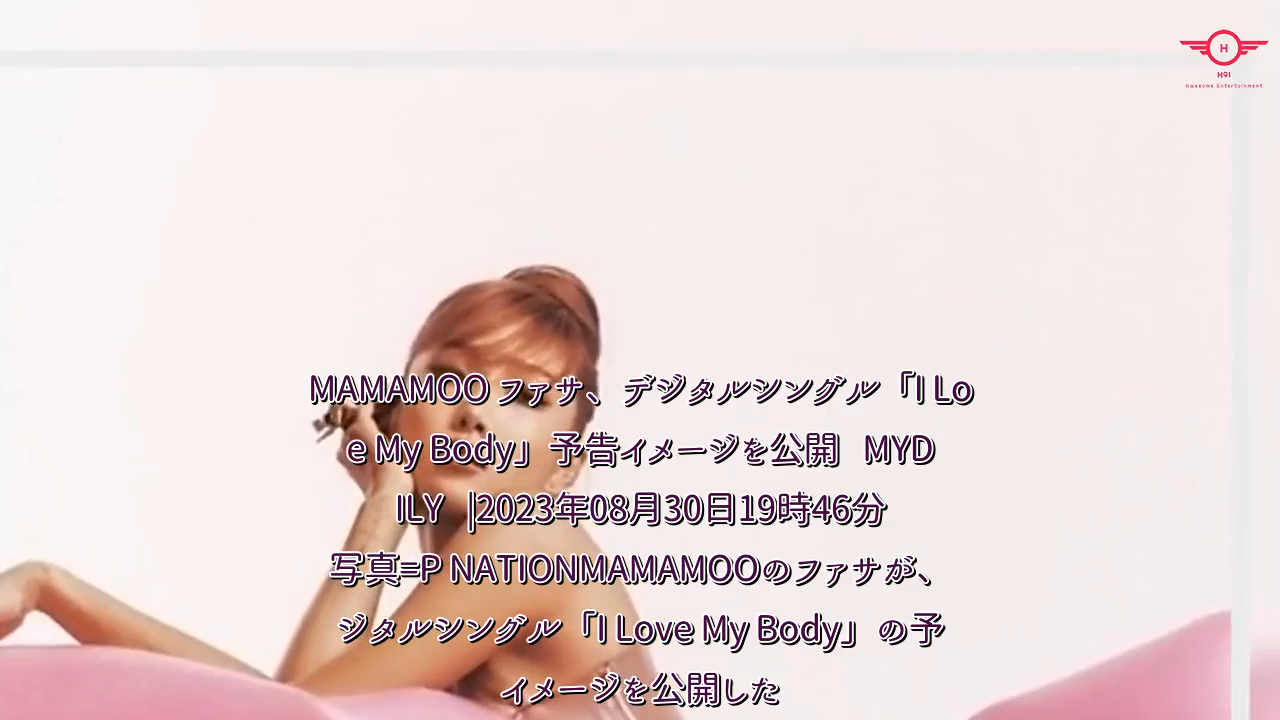 H
H91
Awesome Entertainment
MAMAMOO ファサ、デジタルシングル「I Lo
e My Body」予告イメージを公開 MYD
ILY |2023年08月30日19時46分
写真=P NATIONMAMAMOOのファサが、
ジタルシングル「I Love My Body」の予
イメージを公開した